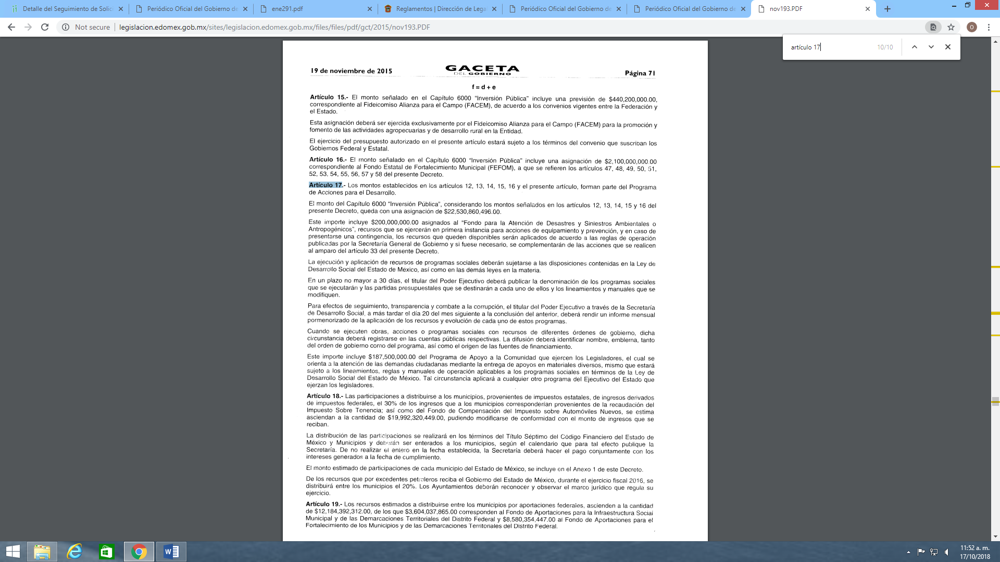 Detalle del Seguimiento de Solic
Periódico Oficial del Gobierno de
ene291.pdf
Reglamentos | Dirección de Lega
Periódico Oficial del Gobierno de
Periódico Oficial del Gobierno de
nov193.PDF
Not secure | legislacion.edomex.gob.mx/sites/legislacion.edomex.gob.mx/files/files/pdf/gct/2015/nov193.PDF
O
artículo 17 10/10
19 de noviembre de 2015 GACETA DEL GOBIERNO Página 71
f = d + e
Artículo 15.- El monto señalado en el Capítulo 6000 “Inversión Pública” incluye una previsión de $440,200,000.00,
correspondiente al Fideicomiso Alianza para el Campo (FACEM), de acuerdo a los convenios vigentes entre la Federación y
el Estado.
Esta asignación deberá ser ejercida exclusivamente por el Fideicomiso Alianza para el Campo (FACEM) para la promoción y
fomento de las actividades agropecuarias y de desarrollo rural en la Entidad.
El ejercicio del presupuesto autorizado en el presente artículo estará sujeto a los términos del convenio que suscriban los
Gobiernos Federal y Estatal.
Artículo 16.- El monto señalado en el Capítulo 6000 “Inversión Pública” incluye una asignación de $2,100,000,000.00
correspondiente al Fondo Estatal de Fortalecimiento Municipal (FEFOM), a que se refieren los artículos 47, 48, 49, 50, 51,
52, 53, 54, 55, 56, 57 y 58 del presente Decreto.
Artículo 17.- Los montos establecidos en los artículos 12, 13, 14, 15, 16 y el presente artículo, forman parte del Programa
de Acciones para el Desarrollo.
El monto del Capítulo 6000 “Inversión Pública”, considerando los montos señalados en los artículos 12, 13, 14, 15 y 16 del
presente Decreto, queda con una asignación de $22,530,860,496.00.
Este importe incluye $200,000,000.00 asignados al “Fondo para la Atención de Desastres y Siniestros Ambientales o
Antropogénicos”, recursos que se ejercerán en primera instancia para acciones de equipamiento y prevención, y en caso de
presentarse una contingencia, los recursos que queden disponibles serán aplicados de acuerdo a las reglas de operación
publicadas por la Secretaría General de Gobierno y si fuese necesario, se complementarán de las acciones que se realicen
al amparo del artículo 33 del presente Decreto.
La ejecución y aplicación de recursos de programas sociales deberán sujetarse a las disposiciones contenidas en la Ley de
Desarrollo Social del Estado de México, así como en las demás leyes en la materia.
En un plazo no mayor a 30 días, el titular del Poder Ejecutivo deberá publicar la denominación de los programas sociales
que se ejecutarán y las partidas presupuestales que se destinarán a cada uno de ellos y los lineamientos y manuales que se
modifiquen.
Para efectos de seguimiento, transparencia y combate a la corrupción, el titular del Poder Ejecutivo a través de la Secretaría
de Desarrollo Social, a más tardar el día 20 del mes siguiente a la conclusión del anterior, deberá rendir un informe mensual
pormenorizado de la aplicación de los recursos y evolución de cada uno de estos programas.
Cuando se ejecuten obras, acciones o programas sociales con recursos de diferentes órdenes de gobierno, dicha
circunstancia deberá registrarse en las cuentas públicas respectivas. La difusión deberá identificar nombre, emblema, tanto
del orden de gobierno como del programa, así como el origen de las fuentes de financiamiento.
Este importe incluye $187,500,000.00 del Programa de Apoyo a la Comunidad que ejercen los Legisladores, el cual se
orienta a la atención de las demandas ciudadanas mediante la entrega de apoyos en materiales diversos, mismo que estará
sujeto a los lineamientos, reglas y manuales de operación aplicables a los programas sociales en términos de la Ley de
Desarrollo Social del Estado de México. Tal circunstancia aplicará a cualquier otro programa del Ejecutivo del Estado que
ejerzan los legisladores.
Artículo 18.- Las participaciones a distribuirse a los municipios, provenientes de impuestos estatales, de ingresos derivados
de impuestos federales, el 30% de los ingresos que a los municipios corresponderían provenientes de la recaudación del
Impuesto Sobre Tenencia; así como del Fondo de Compensación del Impuesto sobre Automóviles Nuevos, se estima
asciendan a la cantidad de $19,992,320,449.00, pudiendo modificarse de conformidad con el monto de ingresos que se
reciban.
La distribución de las participaciones se realizará en los términos del Título Séptimo del Código Financiero del Estado de
México y Municipios y deberán ser enterados a los municipios, según el calendario que para tal efecto publique la
Secretaría. De no realizar el entero en la fecha establecida, la Secretaría deberá hacer el pago conjuntamente con los
intereses generados a la fecha de cumplimiento.
El monto estimado de participaciones de cada municipio del Estado de México, se incluye en el Anexo 1 de este Decreto.
De los recursos que por excedentes petroleros reciba el Gobierno del Estado de México, durante el ejercicio fiscal 2016, se
distribuirá entre los municipios el 20%. Los Ayuntamientos deberán reconocer y observar el marco jurídico que regula su
ejercicio.
Artículo 19.- Los recursos estimados a distribuirse entre los municipios por aportaciones federales, ascienden a la cantidad
de $12,184,392,312.00, de los que $3,604,037,865.00 corresponden al Fondo de Aportaciones para la Infraestructura Social
Municipal y de las Demarcaciones Territoriales del Distrito Federal y $8,580,354,447.00 al Fondo de Aportaciones para el
Fortalecimiento de los Municipios y de las Demarcaciones Territoriales del Distrito Federal.
11:52 a. m.
17/10/2018